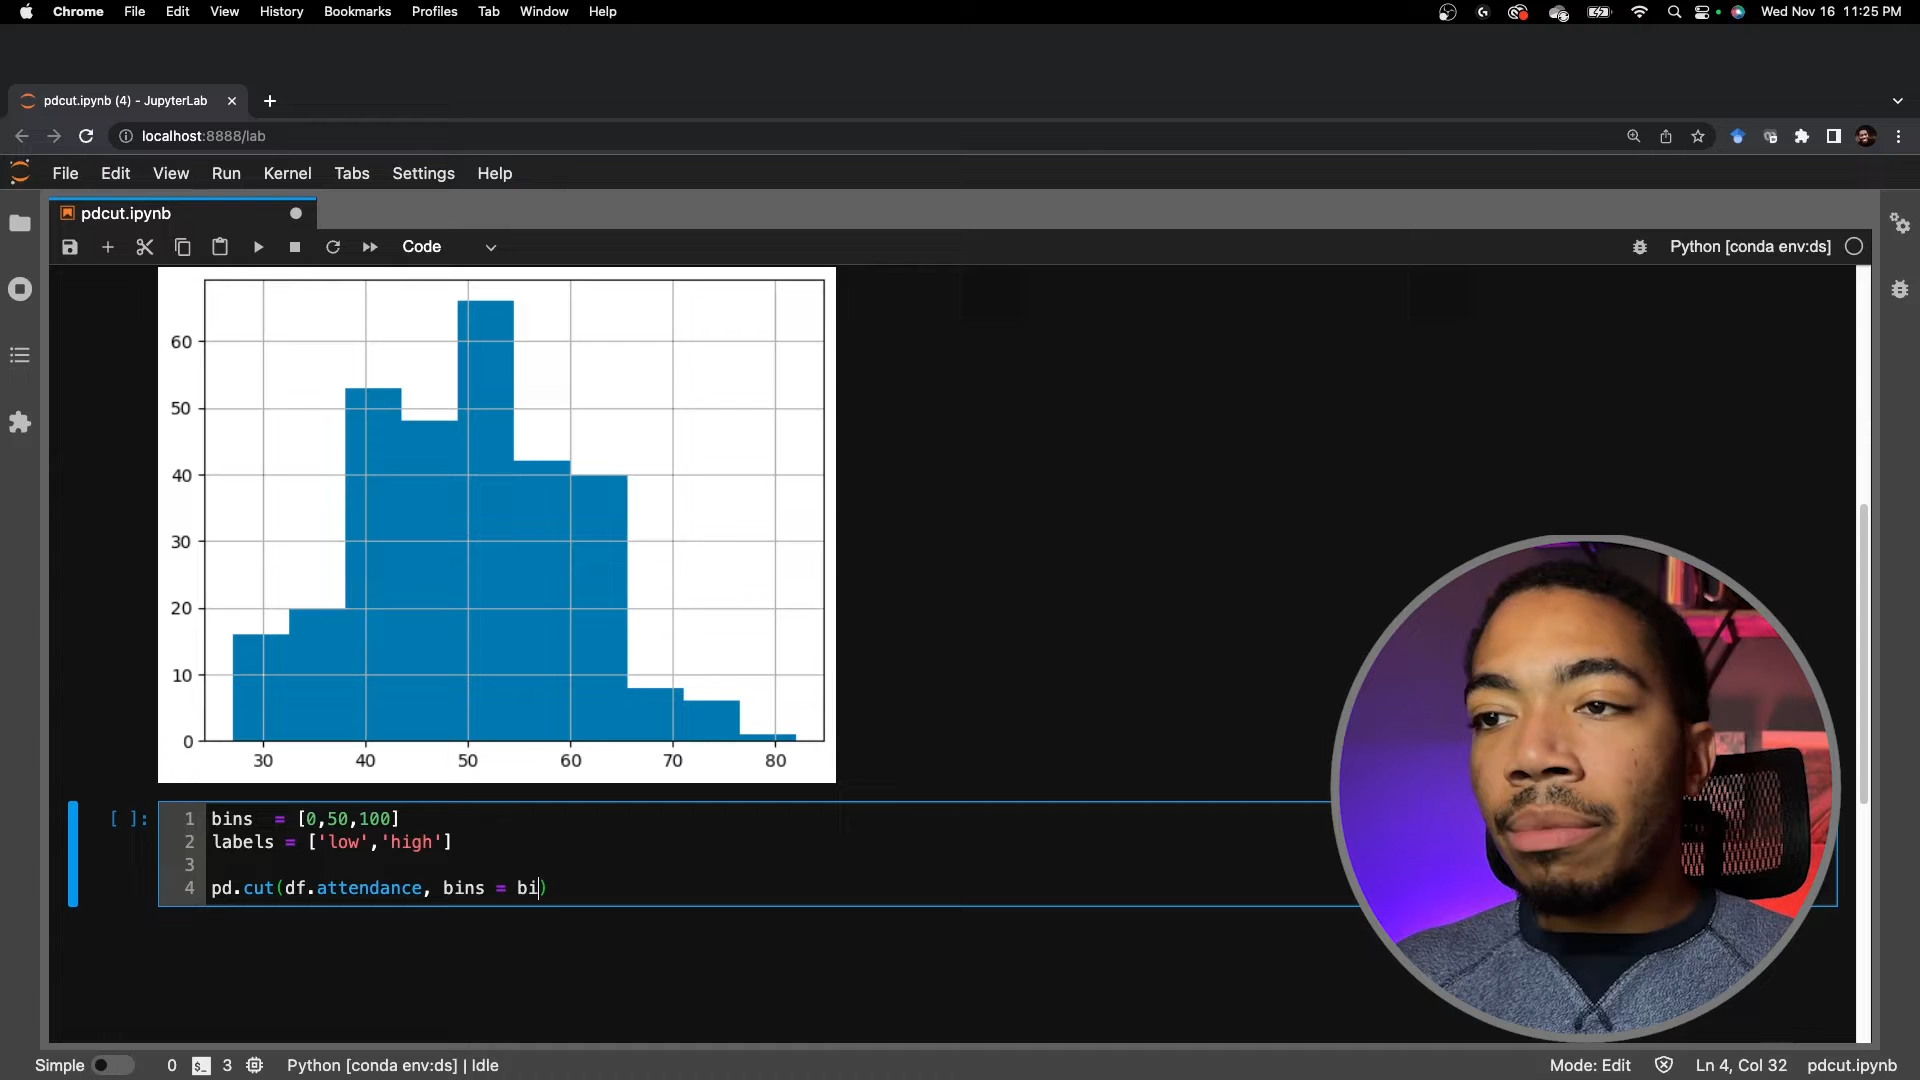 Chrome File Edit View History Bookmarks Profiles Tab Window Help Wed Nov 16 11:25 PM
pdcut.ipynb (4) - JupyterLab
localhost:8888/lab
File Edit View Run Kernel Tabs Settings Help
pdcut.ipynb
Code Python [conda env:ds]
60
50
40
30
20
10
0
30 40 50 60 70 80
[ ]: 1 bins  = [0,50,100]
2 labels = ['low','high']
3
4 pd.cut(df.attendance, bins = bi)
Simple 0 $_ 3 Python [conda env:ds] | Idle Mode: Edit Ln 4, Col 32 pdcut.ipynb